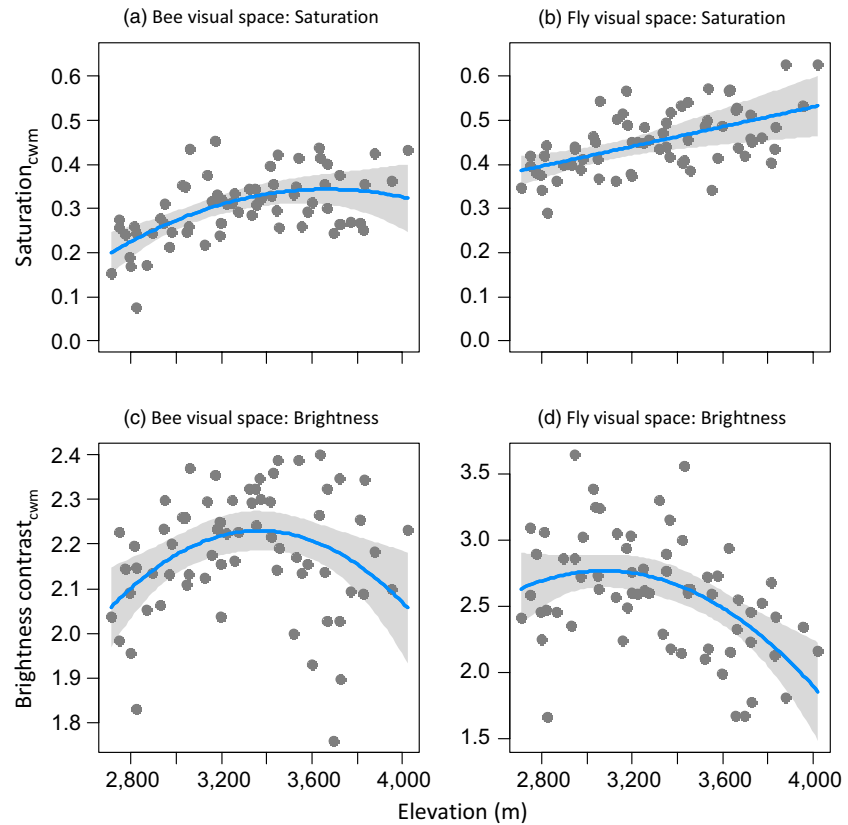 (a) Bee visual space: Saturation
(b) Fly visual space: Saturation
Saturation cwm
0.6
0.5
0.4
0.3
0.2
0.1
0.0
0.6
0.5
0.4
0.3
0.2
0.1
0.0
(c) Bee visual space: Brightness
(d) Fly visual space: Brightness
Brightness contrast cwm
2.4
2.3
2.2
2.1
2.0
1.9
1.8
3.5
3.0
2.5
2.0
1.5
2,800 3,200 3,600 4,000
2,800 3,200 3,600 4,000
Elevation (m)